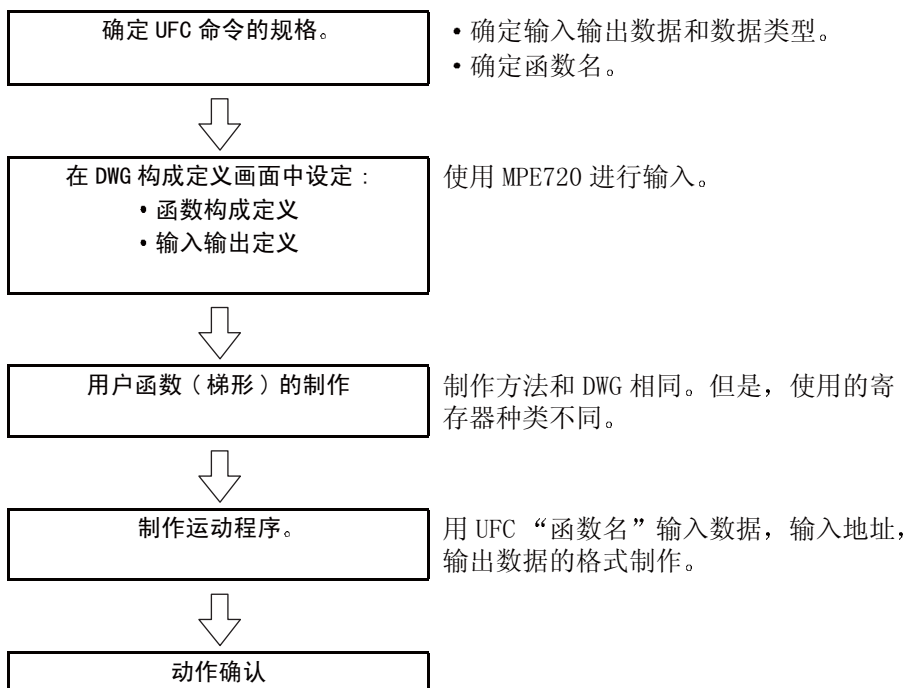 确定 UFC 命令的规格。
・确定输入输出数据和数据类型。
・确定函数名。
在 DWG 构成定义画面中设定：
・函数构成定义
・输入输出定义
使用 MPE720 进行输入。
用户函数（梯形）的制作
制作方法和 DWG 相同。但是，使用的寄
存器种类不同。
制作运动程序。
用 UFC “函数名”输入数据，输入地址，
输出数据的格式制作。
动作确认